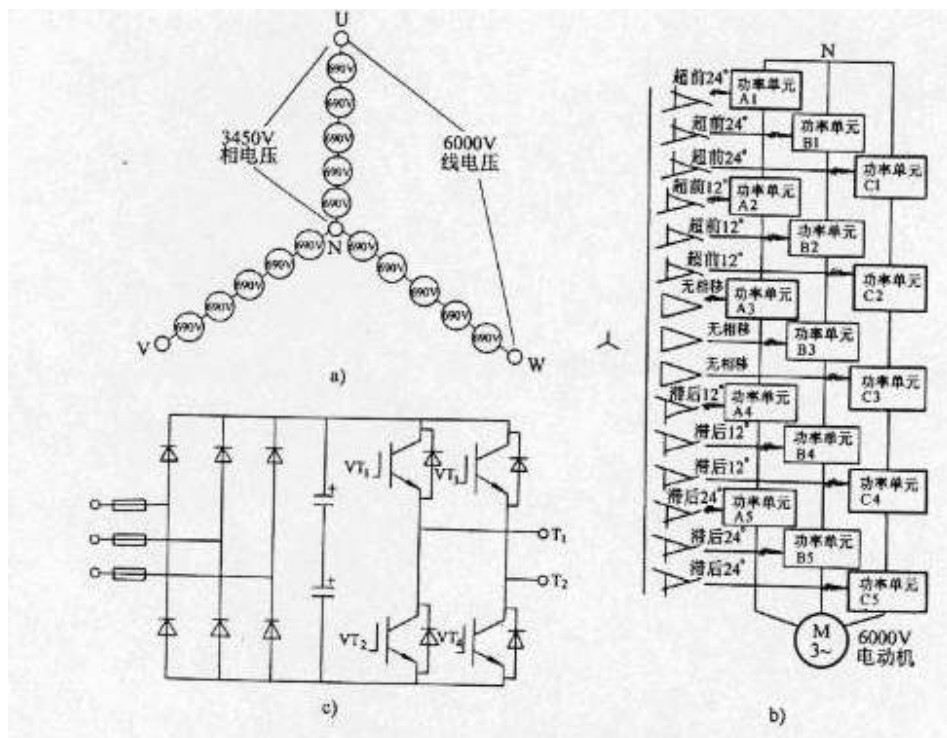 U
690V
690V
690V
690V
690V
3450V
相电压
6000V
线电压
N
690V
690V
690V
690V
690V
690V
690V
690V
690V
690V
V
W
a)
N
超前24°
功率单元
A1
超前24°
功率单元
B1
超前24°
功率单元
C1
超前12°
功率单元
A2
超前12°
功率单元
B2
超前12°
功率单元
C2
无相移
功率单元
A3
无相移
功率单元
B3
无相移
功率单元
C3
滞后12°
功率单元
A4
滞后12°
功率单元
B4
滞后12°
功率单元
C4
滞后24°
功率单元
A5
滞后24°
功率单元
B5
滞后24°
功率单元
C5
M
3~
6000V
电动机
b)
VT₁
VT₃
T₁
T₂
VT₂
+
+
c)